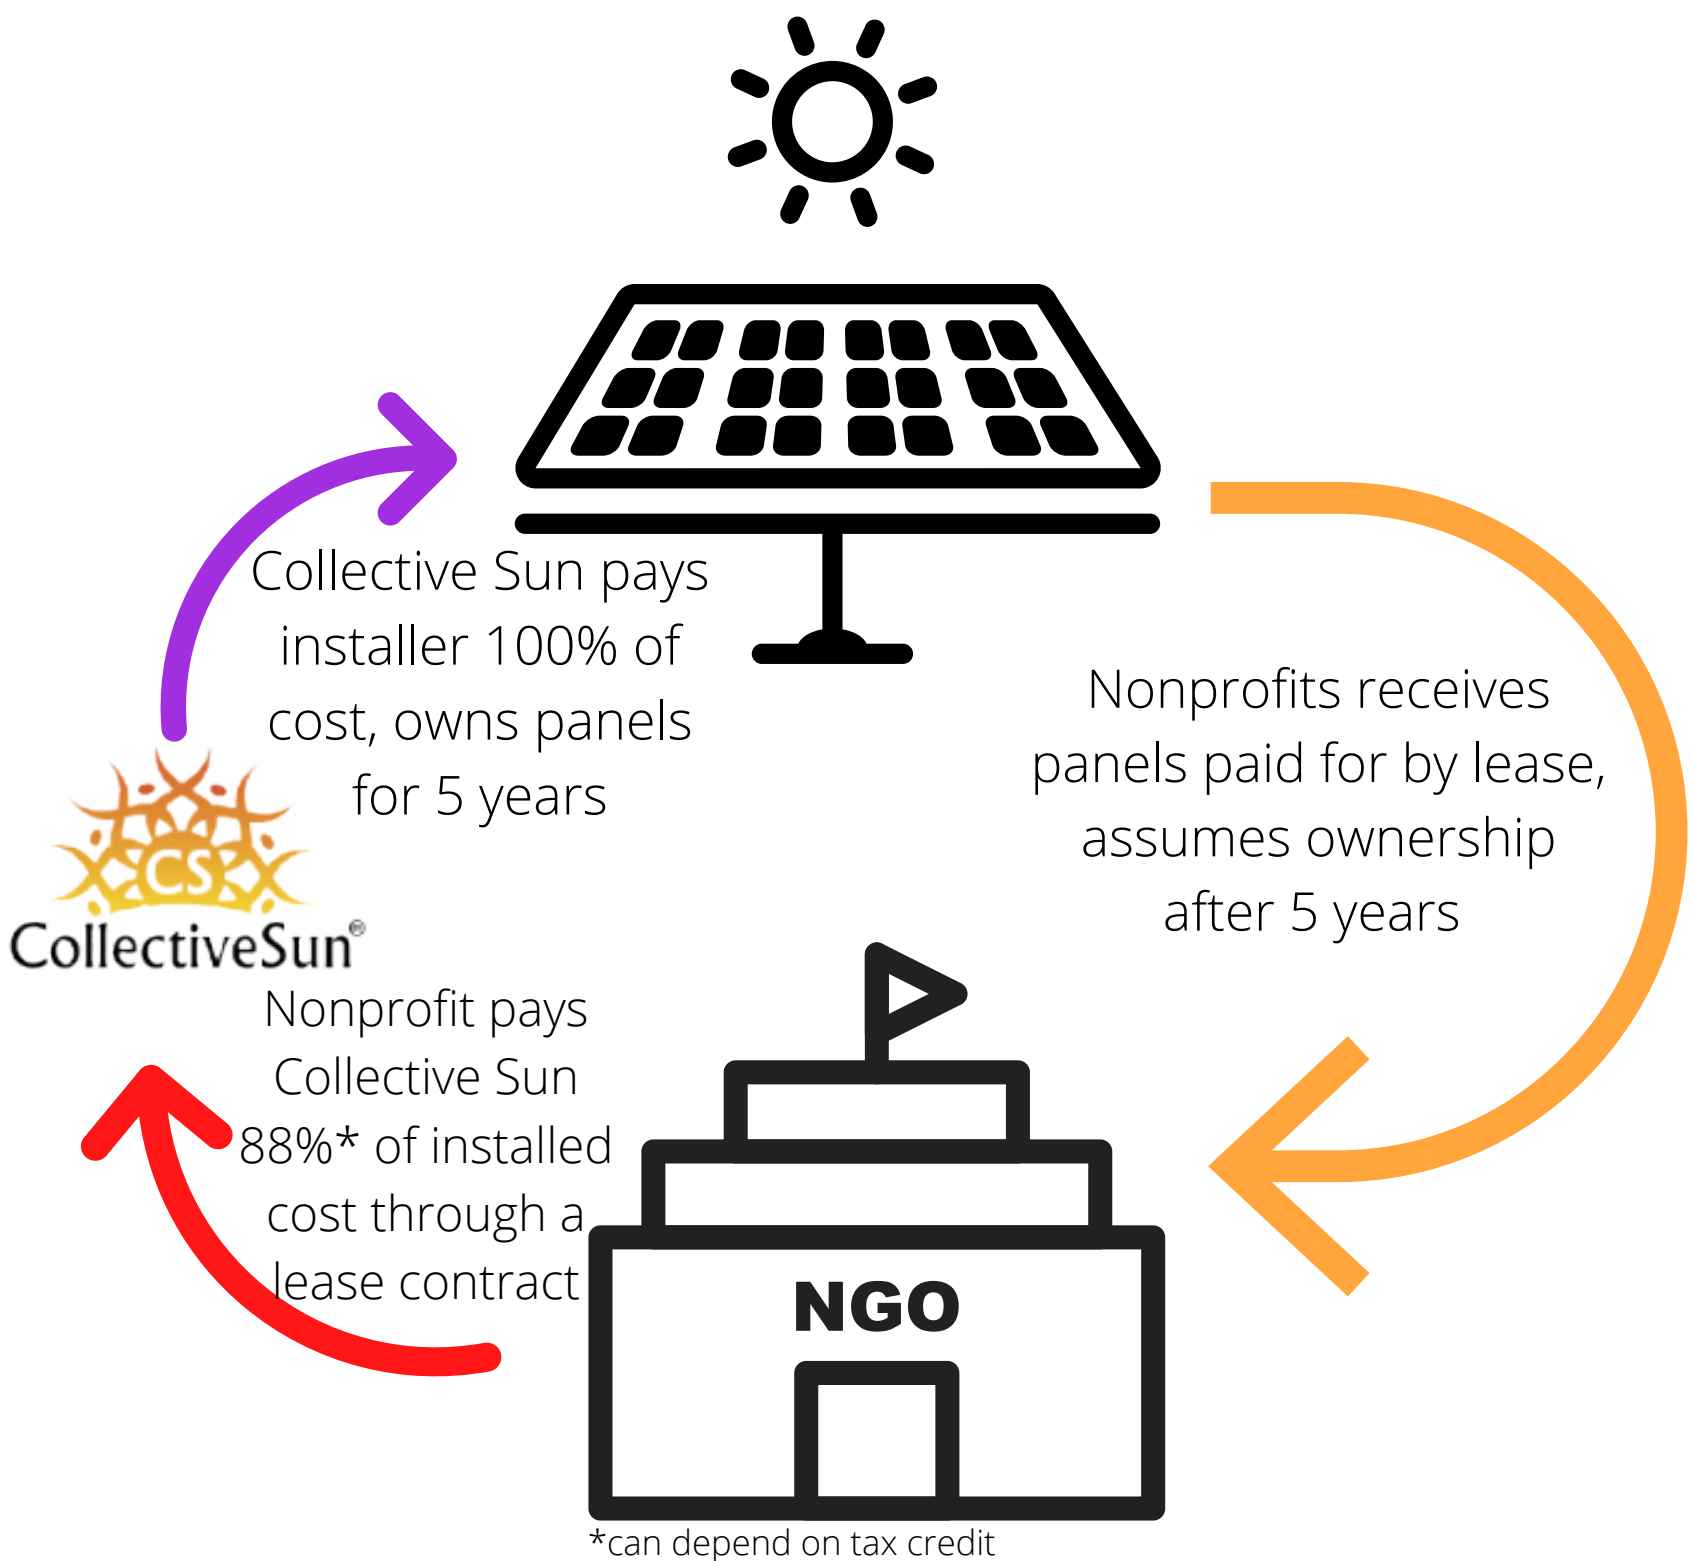 Collective Sun pays
installer 100% of
cost, owns panels
for 5 years
Nonprofits receives
panels paid for by lease,
assumes ownership
after 5 years
CS
CollectiveSun®
Nonprofit pays
Collective Sun
88%* of installed
cost through a
lease contract
NGO
*can depend on tax credit